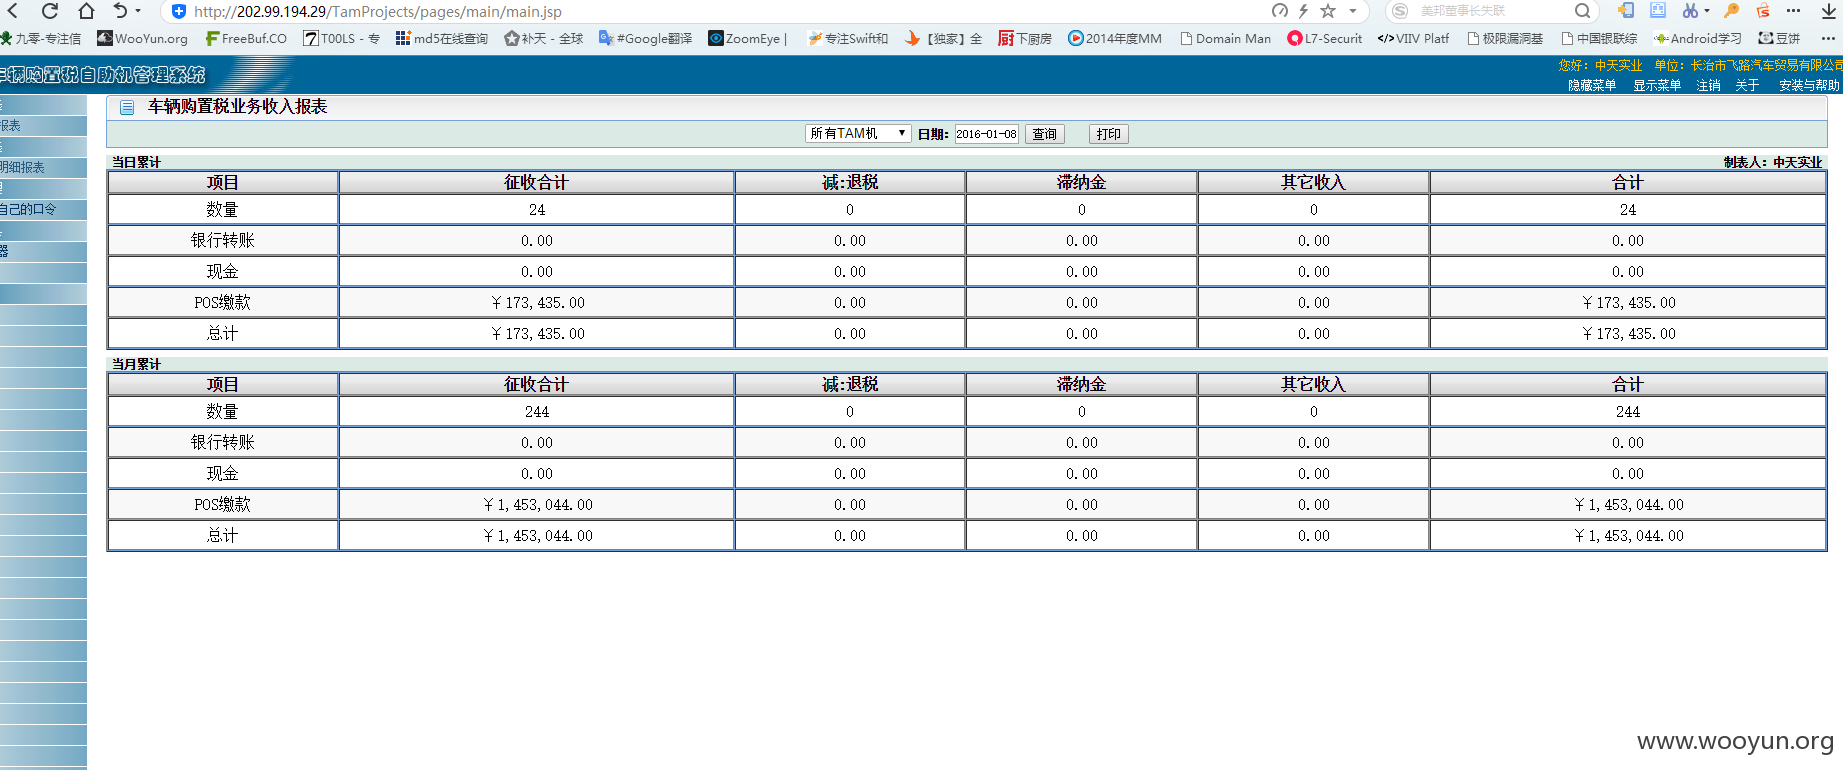 http://202.99.194.29/TamProjects/pages/main/main.jsp 美邦董事长失联
九零-专注信 WooYun.org FreeBuf.CO T00LS - 专 md5在线查询 补天 - 全球 #Google翻译 ZoomEye | 专注Swift和 【独家】全 下厨房 2014年度MM Domain Man L7-Securit VIIV Platf 极限漏洞基 中国银联综 Android学习 豆饼
车辆购置税自助机管理系统 您好：中天实业 单位：长治市飞路汽车贸易有限公司
隐藏菜单 显示菜单 注销 关于 安装与帮助
报表
明细报表
自己的口令
器
车辆购置税业务收入报表
所有TAM机 日期： 2016-01-08 查询 打印
当日累计 制表人：中天实业
项目 征收合计 减:退税 滞纳金 其它收入 合计
数量 24 0 0 0 24
银行转账 0.00 0.00 0.00 0.00 0.00
现金 0.00 0.00 0.00 0.00 0.00
POS缴款 ￥173,435.00 0.00 0.00 0.00 ￥173,435.00
总计 ￥173,435.00 0.00 0.00 0.00 ￥173,435.00
当月累计
项目 征收合计 减:退税 滞纳金 其它收入 合计
数量 244 0 0 0 244
银行转账 0.00 0.00 0.00 0.00 0.00
现金 0.00 0.00 0.00 0.00 0.00
POS缴款 ￥1,453,044.00 0.00 0.00 0.00 ￥1,453,044.00
总计 ￥1,453,044.00 0.00 0.00 0.00 ￥1,453,044.00
www.wooyun.org